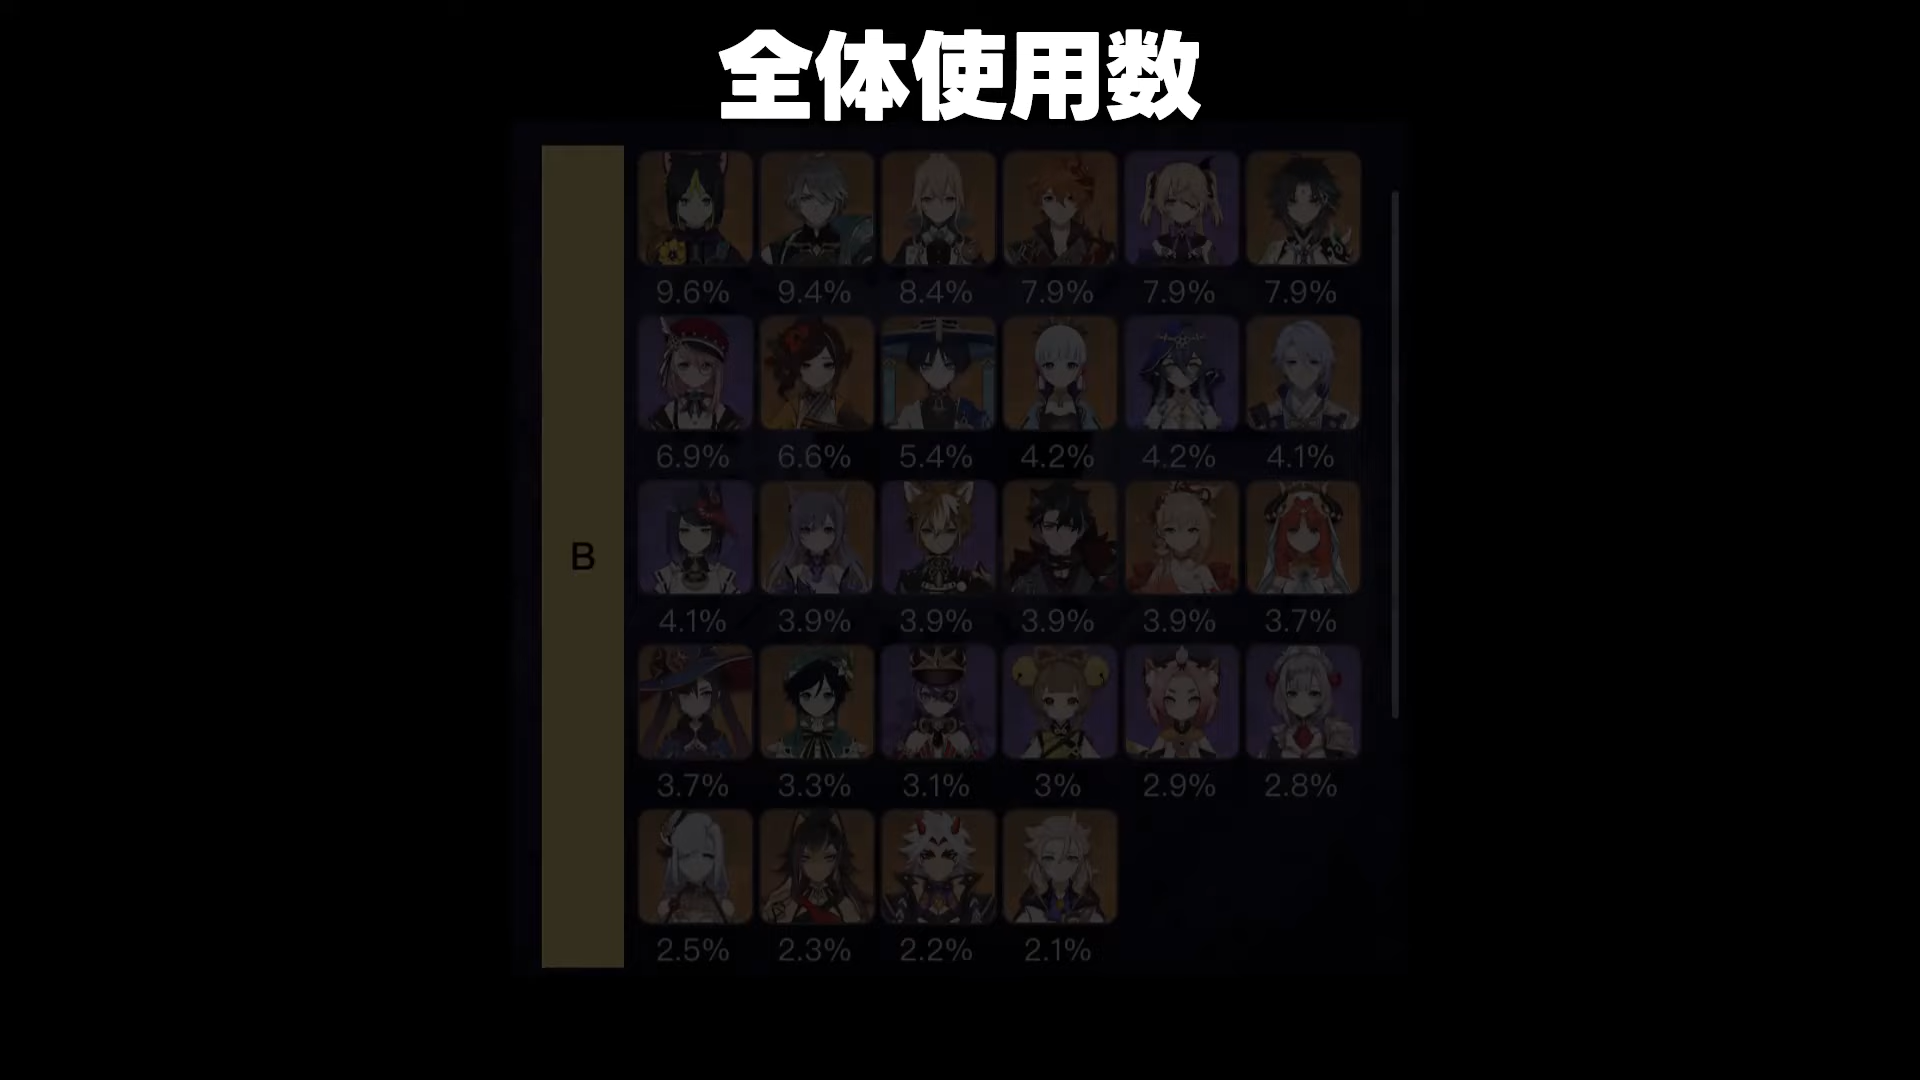 全体使用数
9.6% 9.4% 8.4% 7.9% 7.9% 7.9%
6.9% 6.6% 5.4% 4.2% 4.2% 4.1%
B
4.1% 3.9% 3.9% 3.9% 3.9% 3.7%
3.7% 3.3% 3.1% 3% 2.9% 2.8%
2.5% 2.3% 2.2% 2.1%